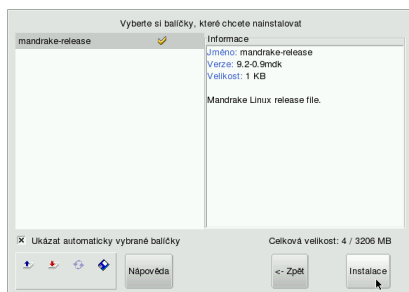 Vyberte si balíčky, které chcete nainstalovat
mandrake-release
Informace
Jméno: mandrake-release
Verze: 9.2-0.9mdk
Velikost: 1 KB
Mandrake Linux release file.
Ukázat automaticky vybrané balíčky
Celková velikost: 4 / 3206 MB
Nápověda
<- Zpět
Instalace